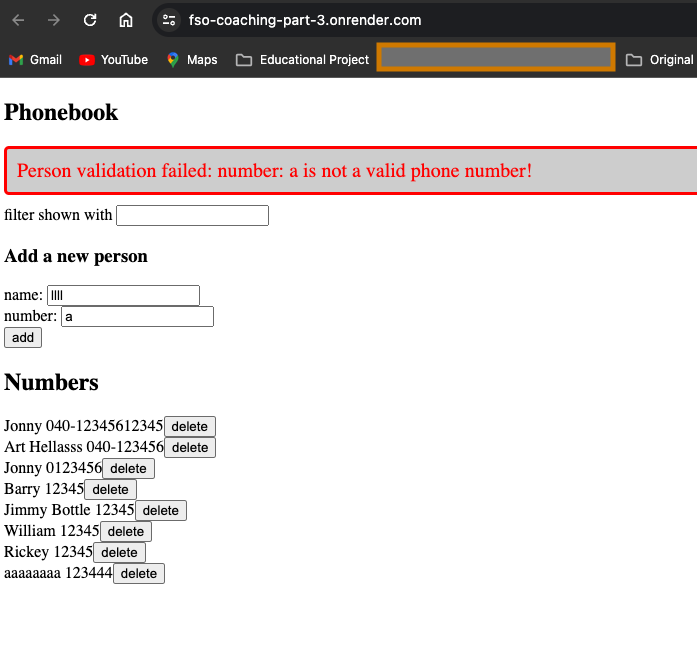 fso-coaching-part-3.onrender.com
Gmail YouTube Maps Educational Project Original
Phonebook
Person validation failed: number: a is not a valid phone number!
filter shown with
Add a new person
name: llll
number: a
add
Numbers
Jonny 040-12345612345 delete
Art Hellasss 040-123456 delete
Jonny 0123456 delete
Barry 12345 delete
Jimmy Bottle 12345 delete
William 12345 delete
Rickey 12345 delete
aaaaaaaa 123444 delete